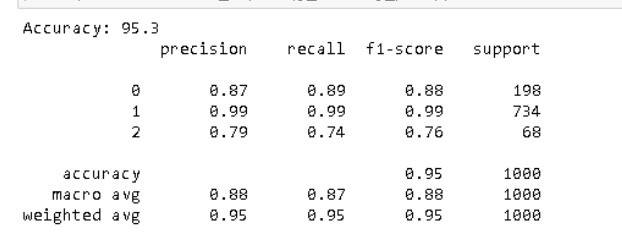 Accuracy: 95.3
precision recall f1-score support
0 0.87 0.89 0.88 198
1 0.99 0.99 0.99 734
2 0.79 0.74 0.76 68
accuracy 0.95 1000
macro avg 0.88 0.87 0.88 1000
weighted avg 0.95 0.95 0.95 1000